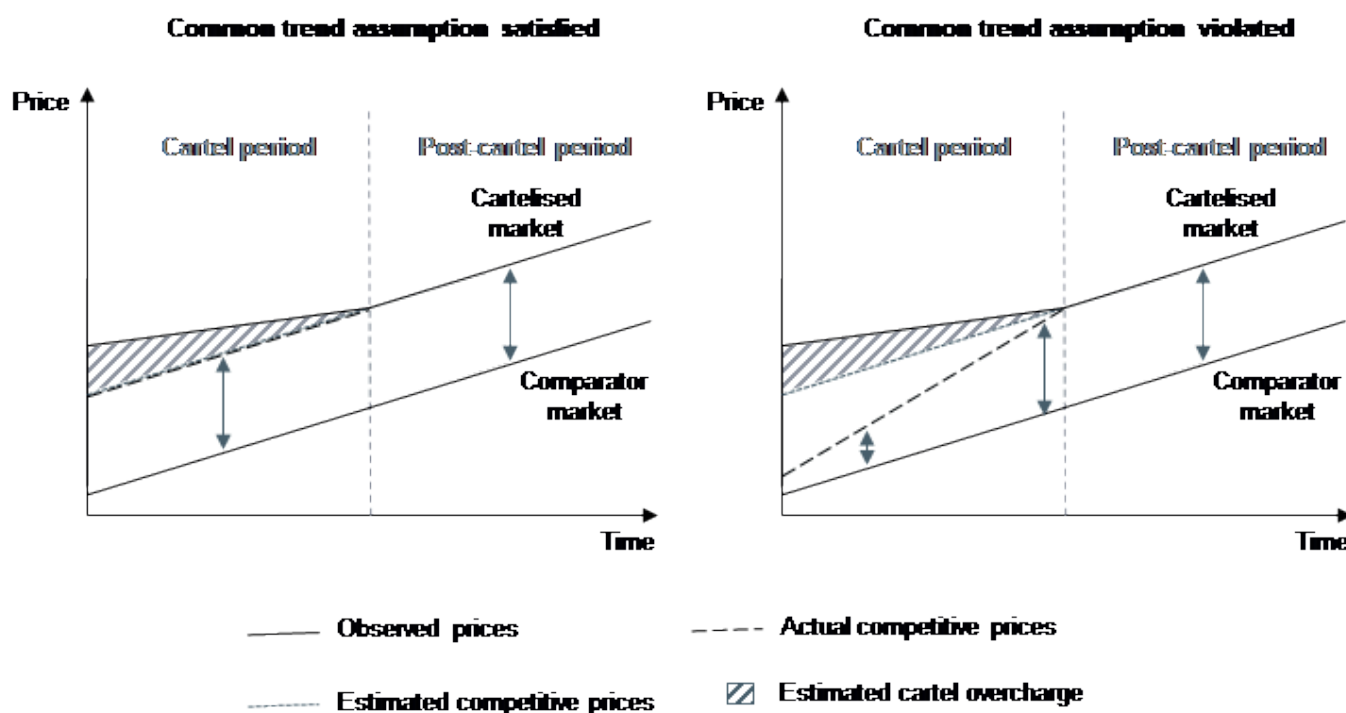 Common trend assumption satisfied
Price
Cartel period
Post-cartel period
Cartelised
market
Comparator
market
Time
Common trend assumption violated
Price
Cartel period
Post-cartel period
Cartelised
market
Comparator
market
Time
Observed prices
Actual competitive prices
Estimated competitive prices
Estimated cartel overcharge